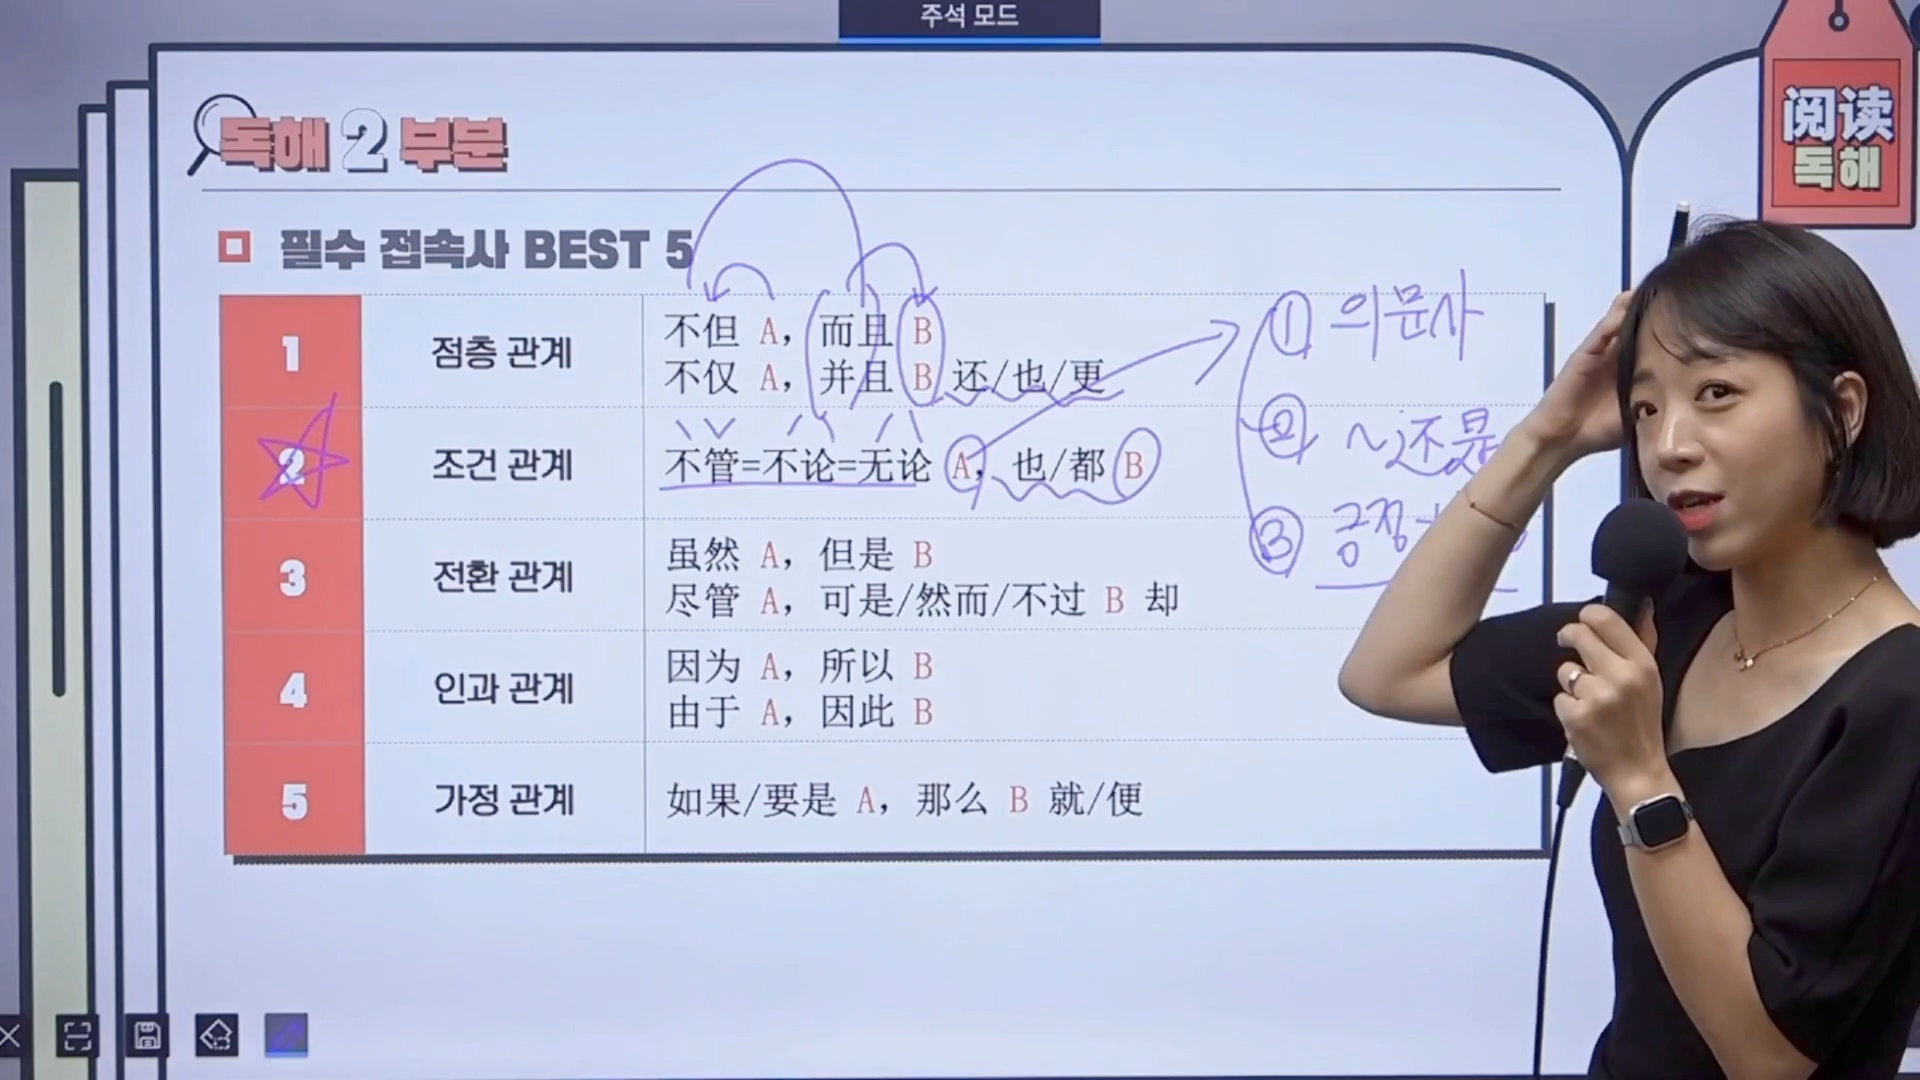 주석 모드
阅读
독해
독해 2 부분
필수 접속사 BEST 5
1 점층 관계
不但 A，而且 B
不仅 A，并且 B 还/也/更
2 조건 관계
不管=不论=无论 A，也/都 B
3 전환 관계
虽然 A，但是 B
尽管 A，可是/然而/不过 B 却
4 인과 관계
因为 A，所以 B
由于 A，因此 B
5 가정 관계
如果/要是 A，那么 B 就/便
① 의문사
② ~还是
③ 긍정+